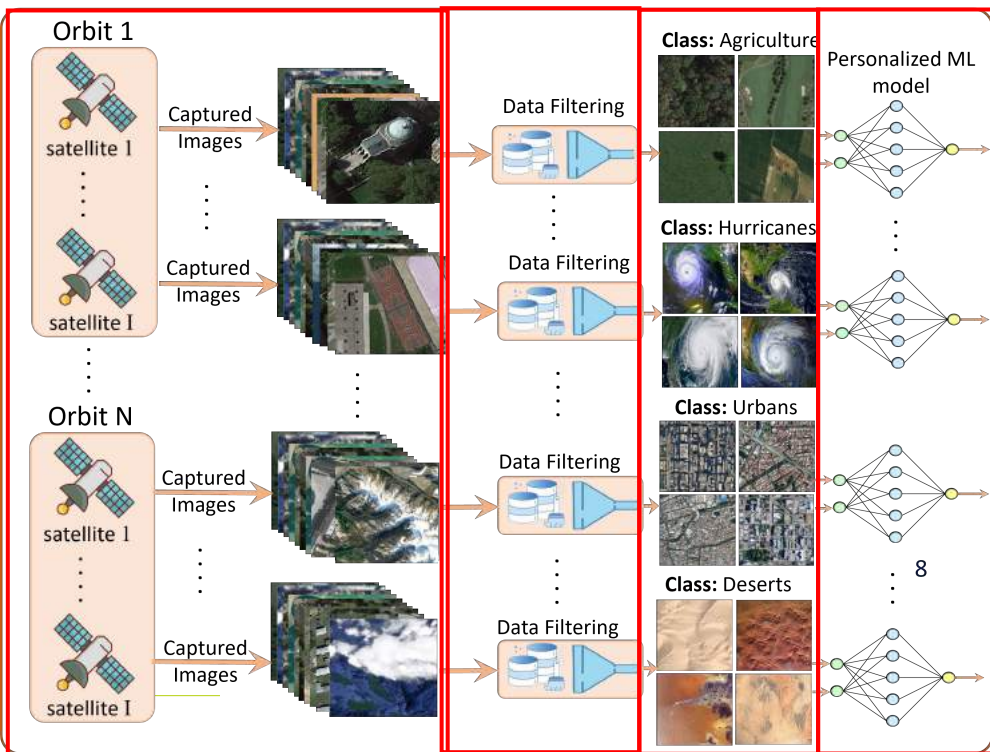 Orbit 1
satellite 1
Captured
Images
Data Filtering
Class: Agriculture
Personalized ML
model
satellite I
Captured
Images
Data Filtering
Class: Hurricanes
Orbit N
satellite 1
Captured
Images
Data Filtering
Class: Urbans
8
satellite I
Captured
Images
Data Filtering
Class: Deserts